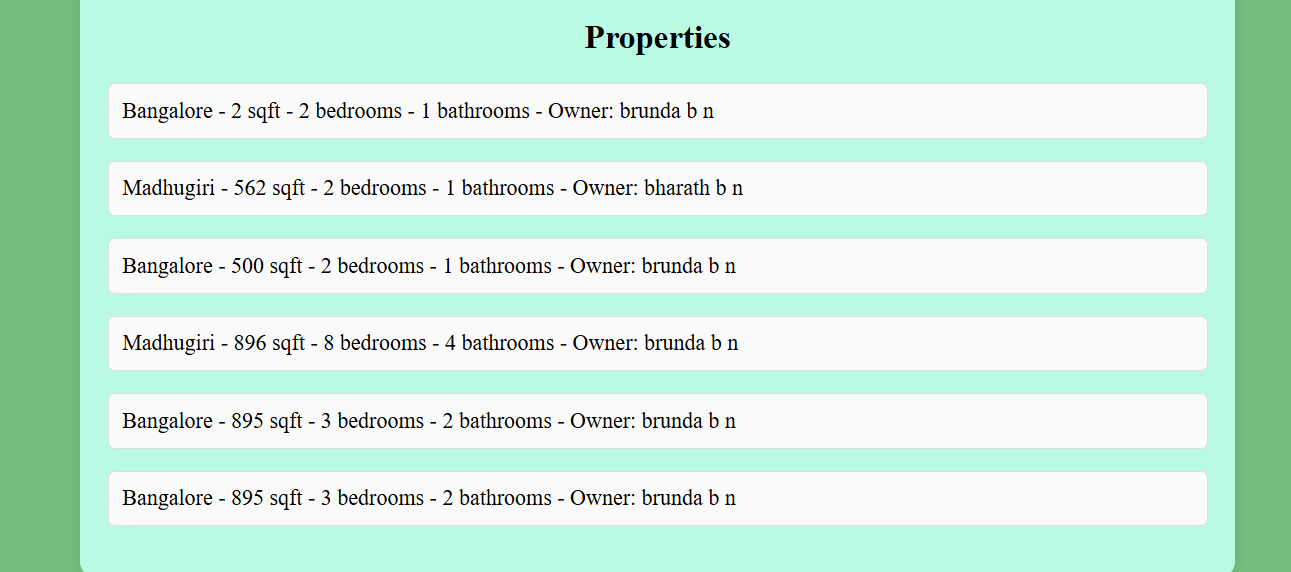 Properties
Bangalore - 2 sqft - 2 bedrooms - 1 bathrooms - Owner: brunda b n
Madhugiri - 562 sqft - 2 bedrooms - 1 bathrooms - Owner: bharath b n
Bangalore - 500 sqft - 2 bedrooms - 1 bathrooms - Owner: brunda b n
Madhugiri - 896 sqft - 8 bedrooms - 4 bathrooms - Owner: brunda b n
Bangalore - 895 sqft - 3 bedrooms - 2 bathrooms - Owner: brunda b n
Bangalore - 895 sqft - 3 bedrooms - 2 bathrooms - Owner: brunda b n